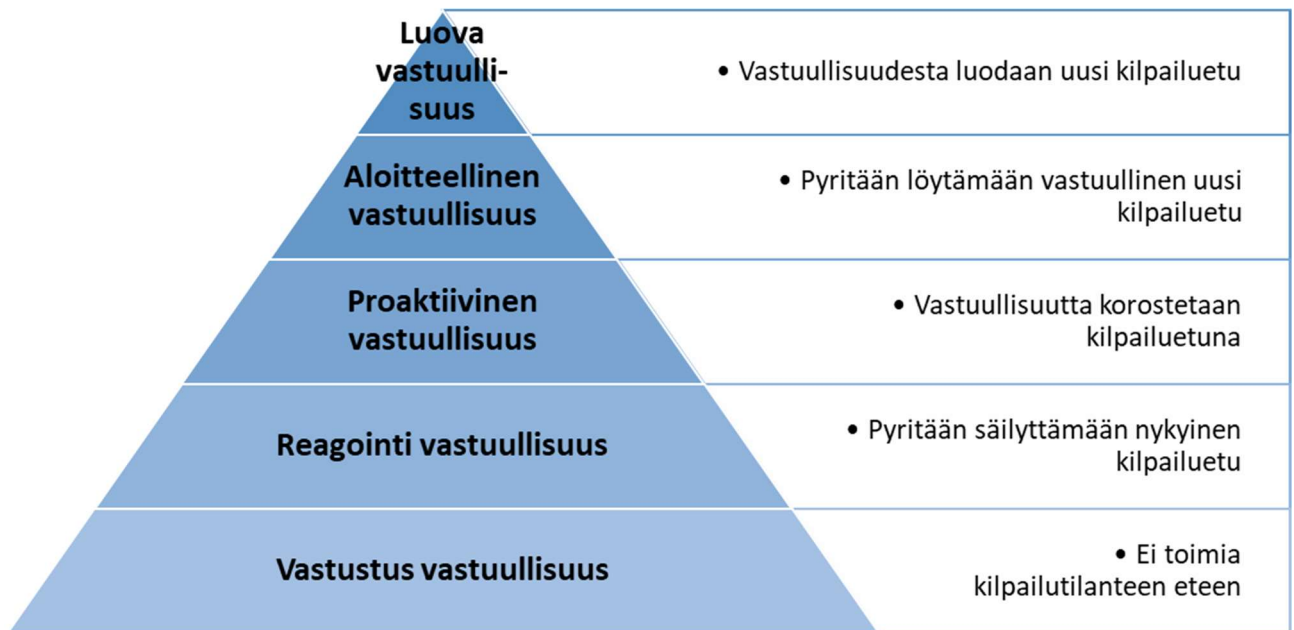 Luova
vastuulli-
suus
• Vastuullisuudesta luodaan uusi kilpailuetu
Aloitteellinen
vastuullisuus
• Pyritään löytämään vastuullinen uusi
kilpailuetu
Proaktiivinen
vastuullisuus
• Vastuullisuutta korostetaan
kilpailuetuna
Reagointi vastuullisuus
• Pyritään säilyttämään nykyinen
kilpailuetu
Vastustus vastuullisuus
• Ei toimia
kilpailutilanteen eteen